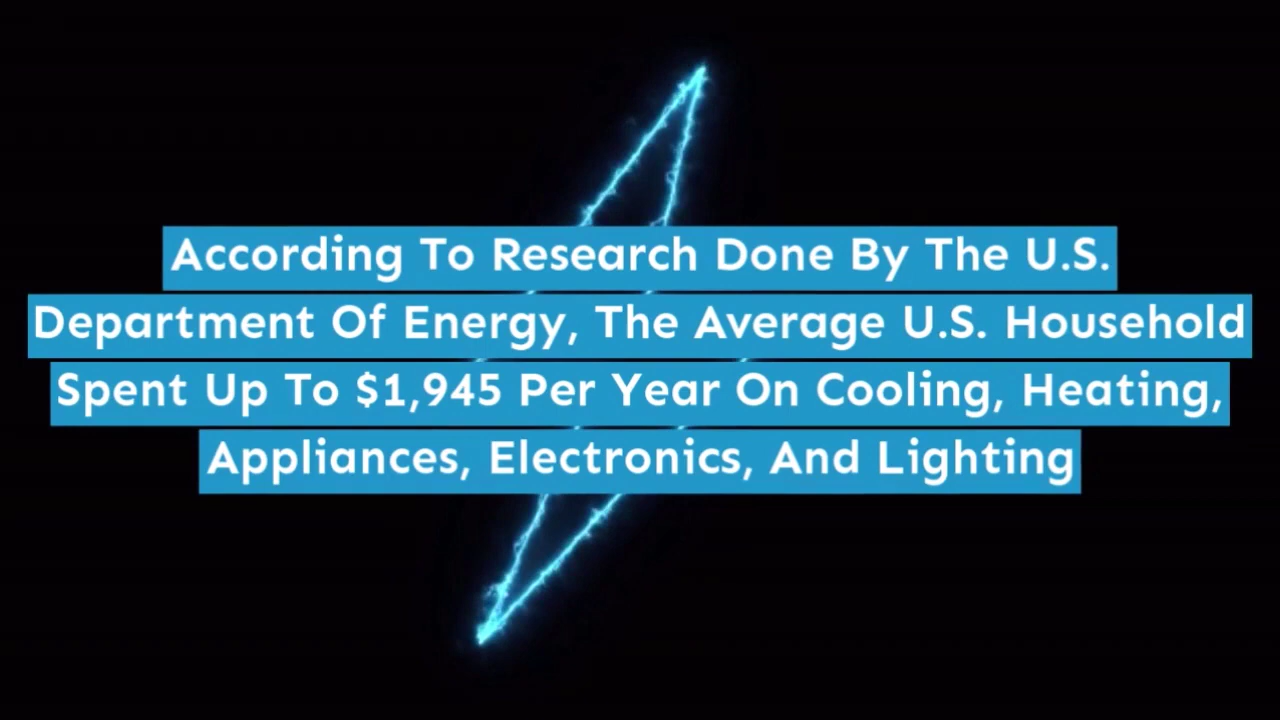 According To Research Done By The U.S.
Department Of Energy, The Average U.S. Household
Spent Up To $1,945 Per Year On Cooling, Heating,
Appliances, Electronics, And Lighting